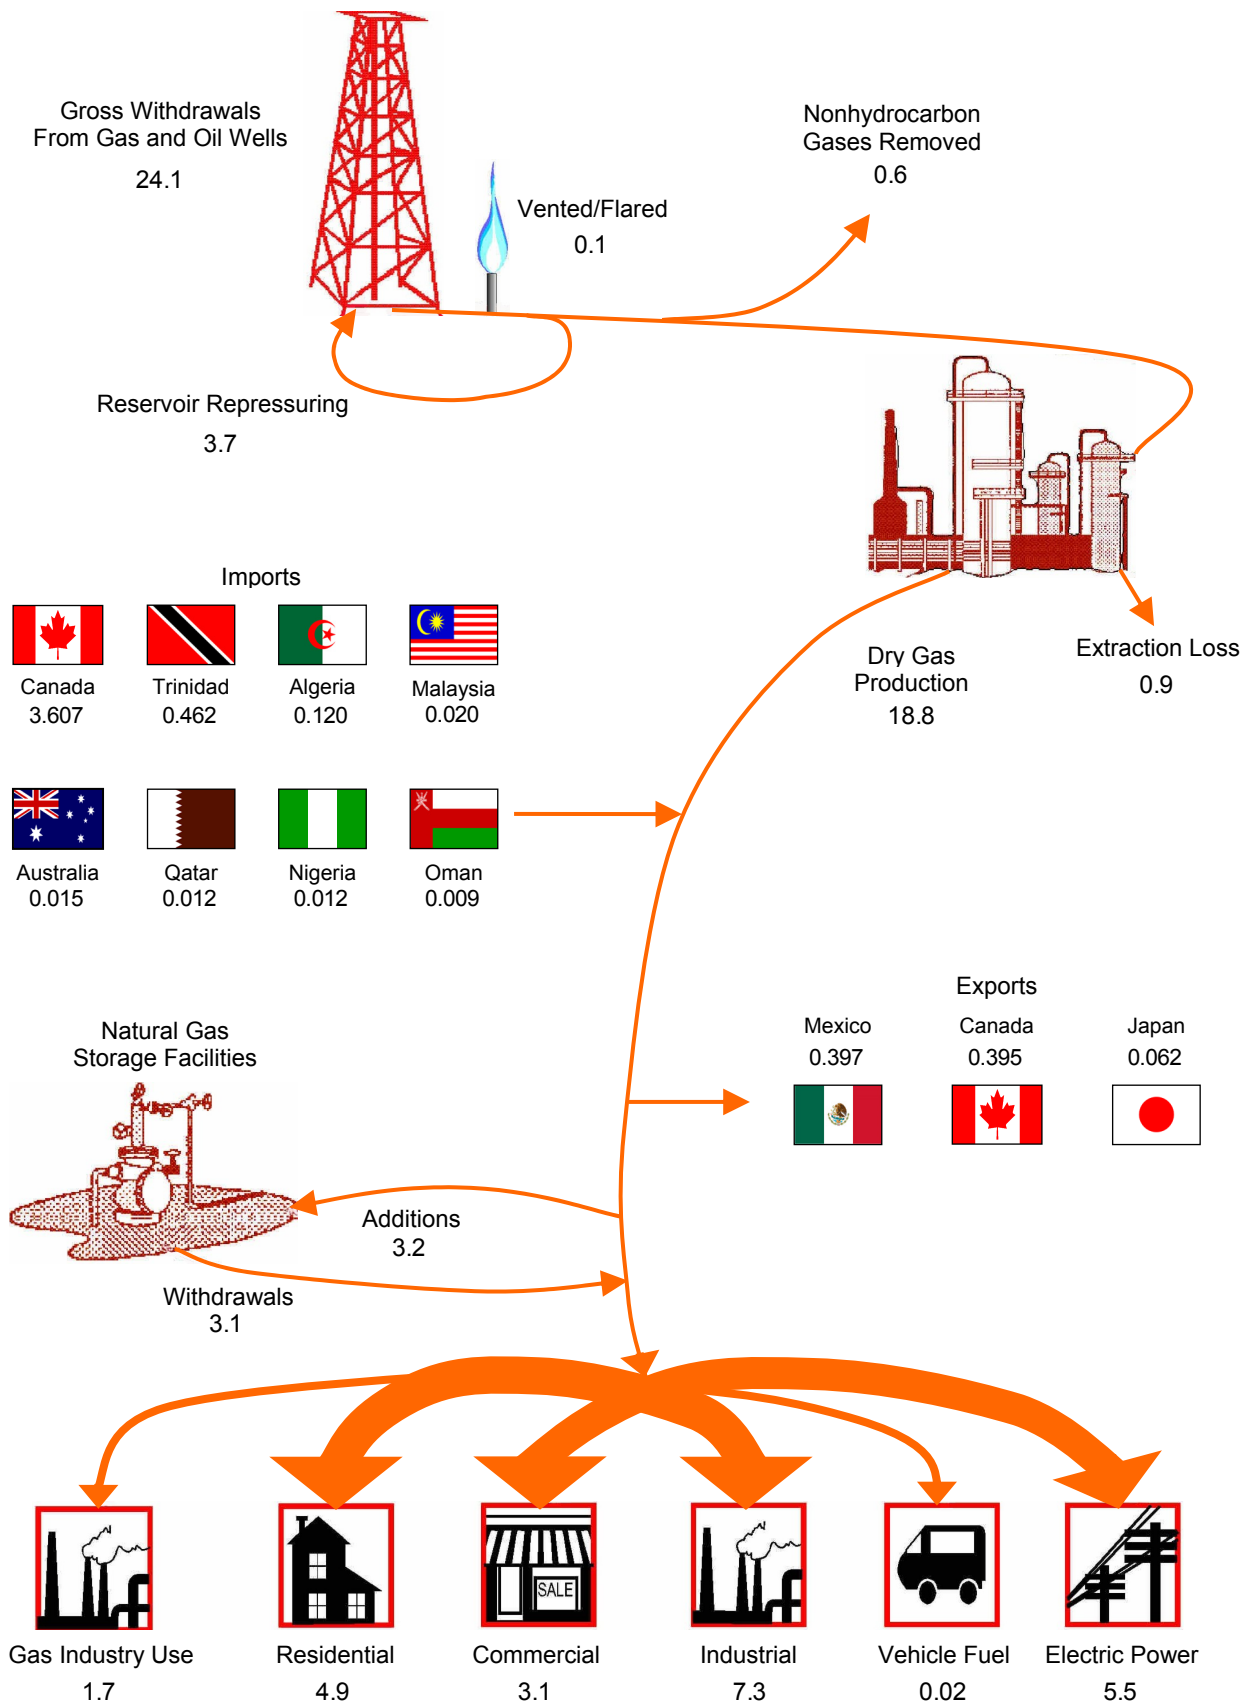 Gross Withdrawals
From Gas and Oil Wells
24.1
Vented/Flared
0.1
Nonhydrocarbon
Gases Removed
0.6
Reservoir Repressuring
3.7
Imports
Canada
3.607
Trinidad
0.462
Algeria
0.120
Malaysia
0.020
Dry Gas
Production
18.8
Extraction Loss
0.9
Australia
0.015
Qatar
0.012
Nigeria
0.012
Oman
0.009
Exports
Mexico
0.397
Canada
0.395
Japan
0.062
Natural Gas
Storage Facilities
Additions
3.2
Withdrawals
3.1
SALE
Gas Industry Use
1.7
Residential
4.9
Commercial
3.1
Industrial
7.3
Vehicle Fuel
0.02
Electric Power
5.5